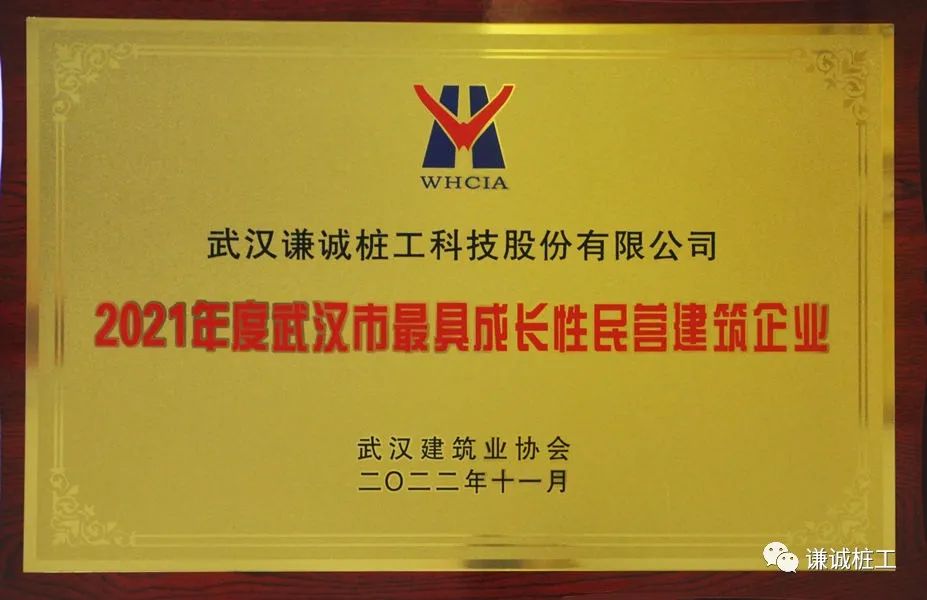 WHCIA
武汉谦诚桩工科技股份有限公司
2021年度武汉市最具成长性民营建筑企业
武汉建筑业协会
二〇二二年十一月
谦诚桩工